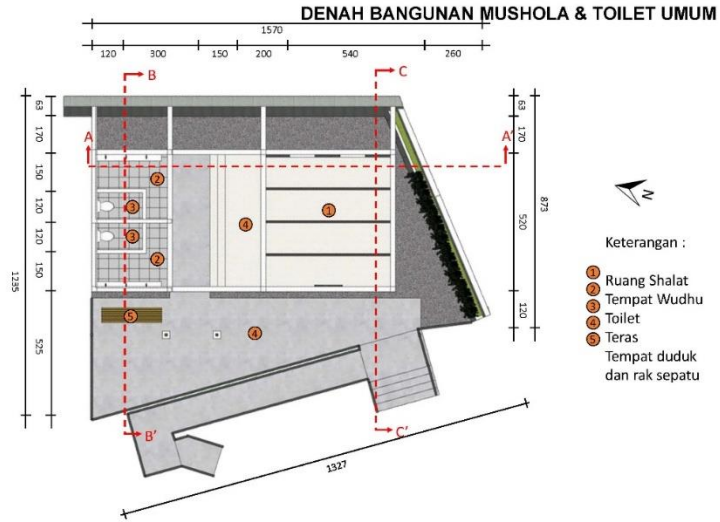 DENAH BANGUNAN MUSHOLA & TOILET UMUM
1570
120 300 150 200 540 260
B C
63 63
170 170
A A'
150
120
120
150
1235
525
520
873
120
2
3
3
2
4
1
5
4
N
B' C'
1327
Keterangan :
1 Ruang Shalat
2 Tempat Wudhu
3 Toilet
4 Teras
5 Tempat duduk
dan rak sepatu